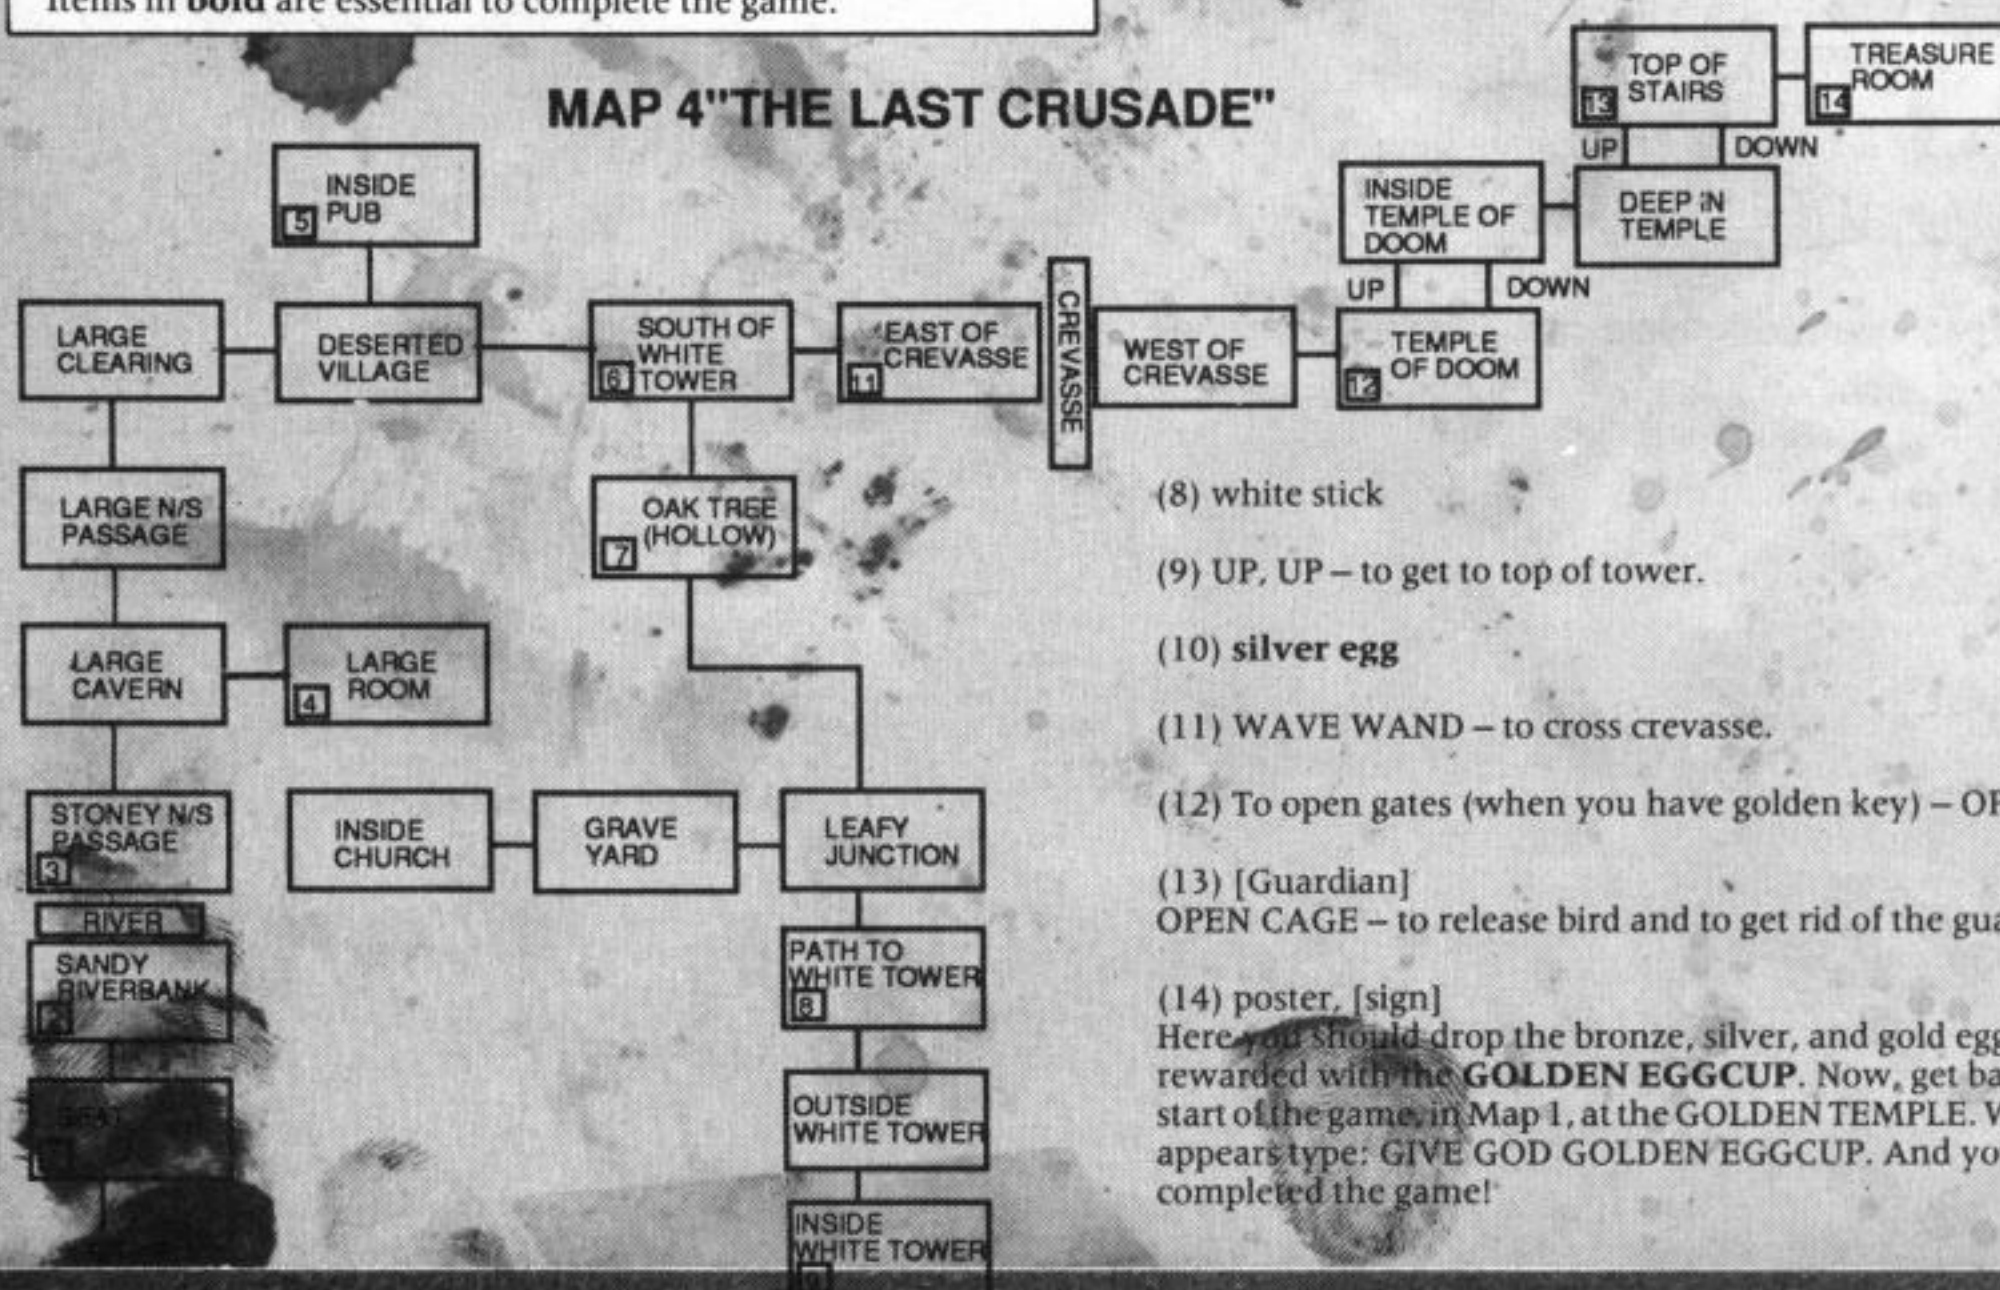 Items in bold are essential to complete the game.
MAP 4"THE LAST CRUSADE"
TOP OF
STAIRS
13
TREASURE
ROOM
14
UP
DOWN
INSIDE
PUB
5
INSIDE
TEMPLE OF
DOOM
DEEP IN
TEMPLE
UP
DOWN
LARGE
CLEARING
DESERTED
VILLAGE
SOUTH OF
WHITE
TOWER
6
EAST OF
CREVASSE
11
CREVASSE
WEST OF
CREVASSE
TEMPLE
OF DOOM
12
LARGE N/S
PASSAGE
OAK TREE
(HOLLOW)
7
LARGE
CAVERN
LARGE
ROOM
4
STONEY N/S
PASSAGE
3
INSIDE
CHURCH
GRAVE
YARD
LEAFY
JUNCTION
RIVER
SANDY
RIVERBANK
2
PATH TO
WHITE TOWER
8
OUTSIDE
WHITE TOWER
INSIDE
WHITE TOWER
9
(8) white stick
(9) UP, UP – to get to top of tower.
(10) silver egg
(11) WAVE WAND – to cross crevasse.
(12) To open gates (when you have golden key) –
(13) [Guardian]
OPEN CAGE – to release bird and to get rid of the
(14) poster, [sign]
Here you should drop the bronze, silver, and gold
rewarded with the GOLDEN EGGCUP. Now, get
start of the game, in Map 1, at the GOLDEN TEMPLE.
appears type: GIVE GOD GOLDEN EGGCUP. And
completed the game!